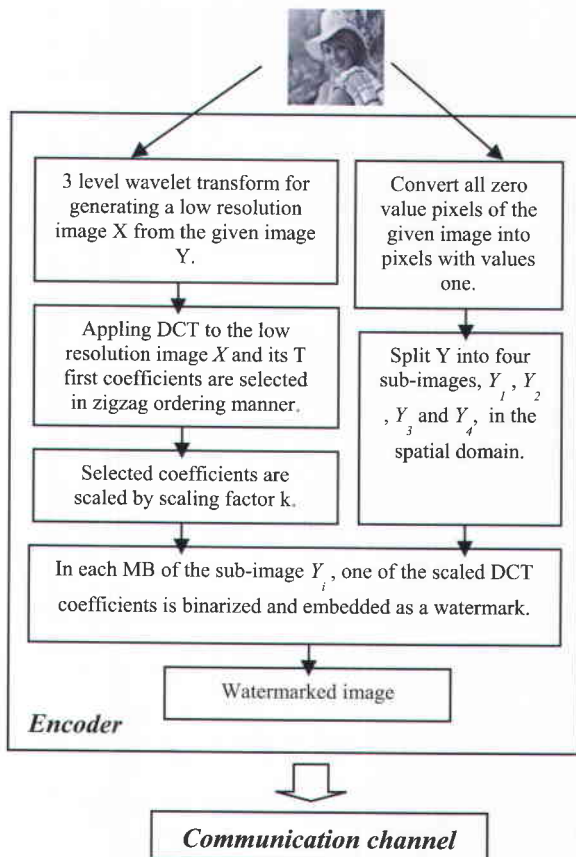 3 level wavelet transform for
generating a low resolution
image X from the given image
Y.
Convert all zero
value pixels of the
given image into
pixels with values
one.
Appling DCT to the low
resolution image X and its T
first coefficients are selected
in zigzag ordering manner.
Split Y into four
sub-images, Y1 , Y2
, Y3 and Y4, in the
spatial domain.
Selected coefficients are
scaled by scaling factor k.
In each MB of the sub-image Yi , one of the scaled DCT
coefficients is binarized and embedded as a watermark.
Watermarked image
Encoder
Communication channel